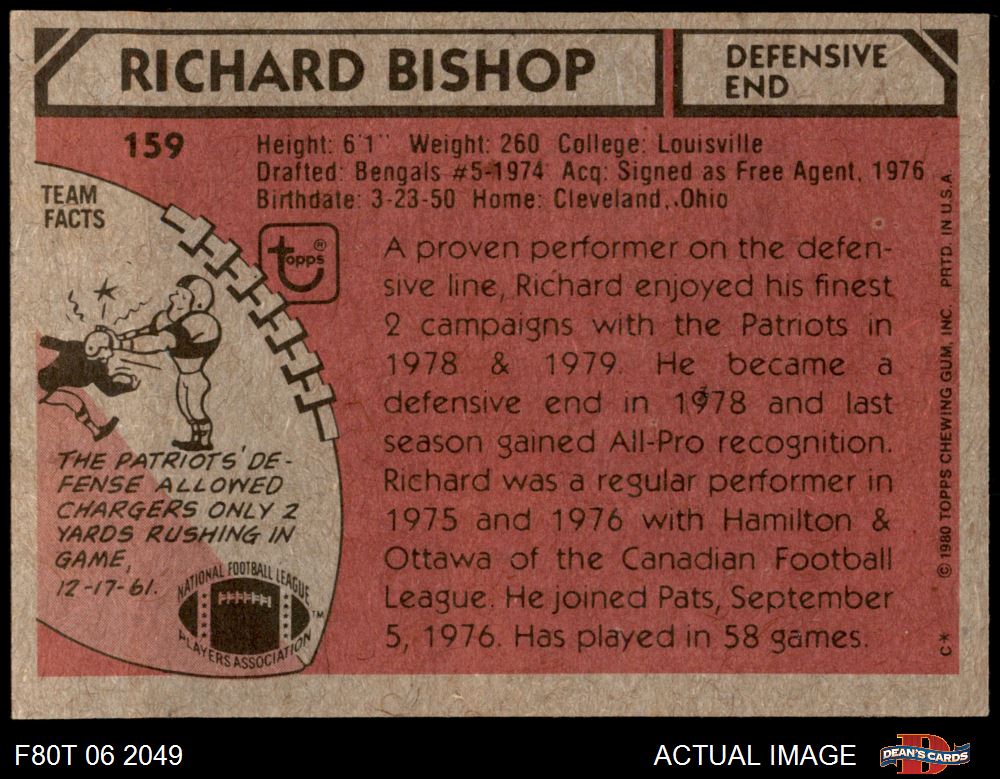 RICHARD BISHOP
DEFENSIVE
END
159
Height: 6'1" Weight: 260 College: Louisville
Drafted: Bengals #5-1974 Acq: Signed as Free Agent, 1976
Birthdate: 3-23-50 Home: Cleveland, Ohio
TEAM
FACTS
topps®
A proven performer on the defen-
sive line, Richard enjoyed his finest
2 campaigns with the Patriots in
1978 & 1979. He became a
defensive end in 1978 and last
season gained All-Pro recognition.
Richard was a regular performer in
1975 and 1976 with Hamilton &
Ottawa of the Canadian Football
League. He joined Pats, September
5, 1976. Has played in 58 games.
THE PATRIOTS' DE-
FENSE ALLOWED
CHARGERS ONLY 2
YARDS RUSHING IN
GAME,
12-17-61.
NATIONAL FOOTBALL LEAGUE
PLAYERS ASSOCIATION
TM
C* © 1980 TOPPS CHEWING GUM, INC. PRTD. IN U.S.A.
F80T 06 2049
ACTUAL IMAGE
D
DEAN'S CARDS